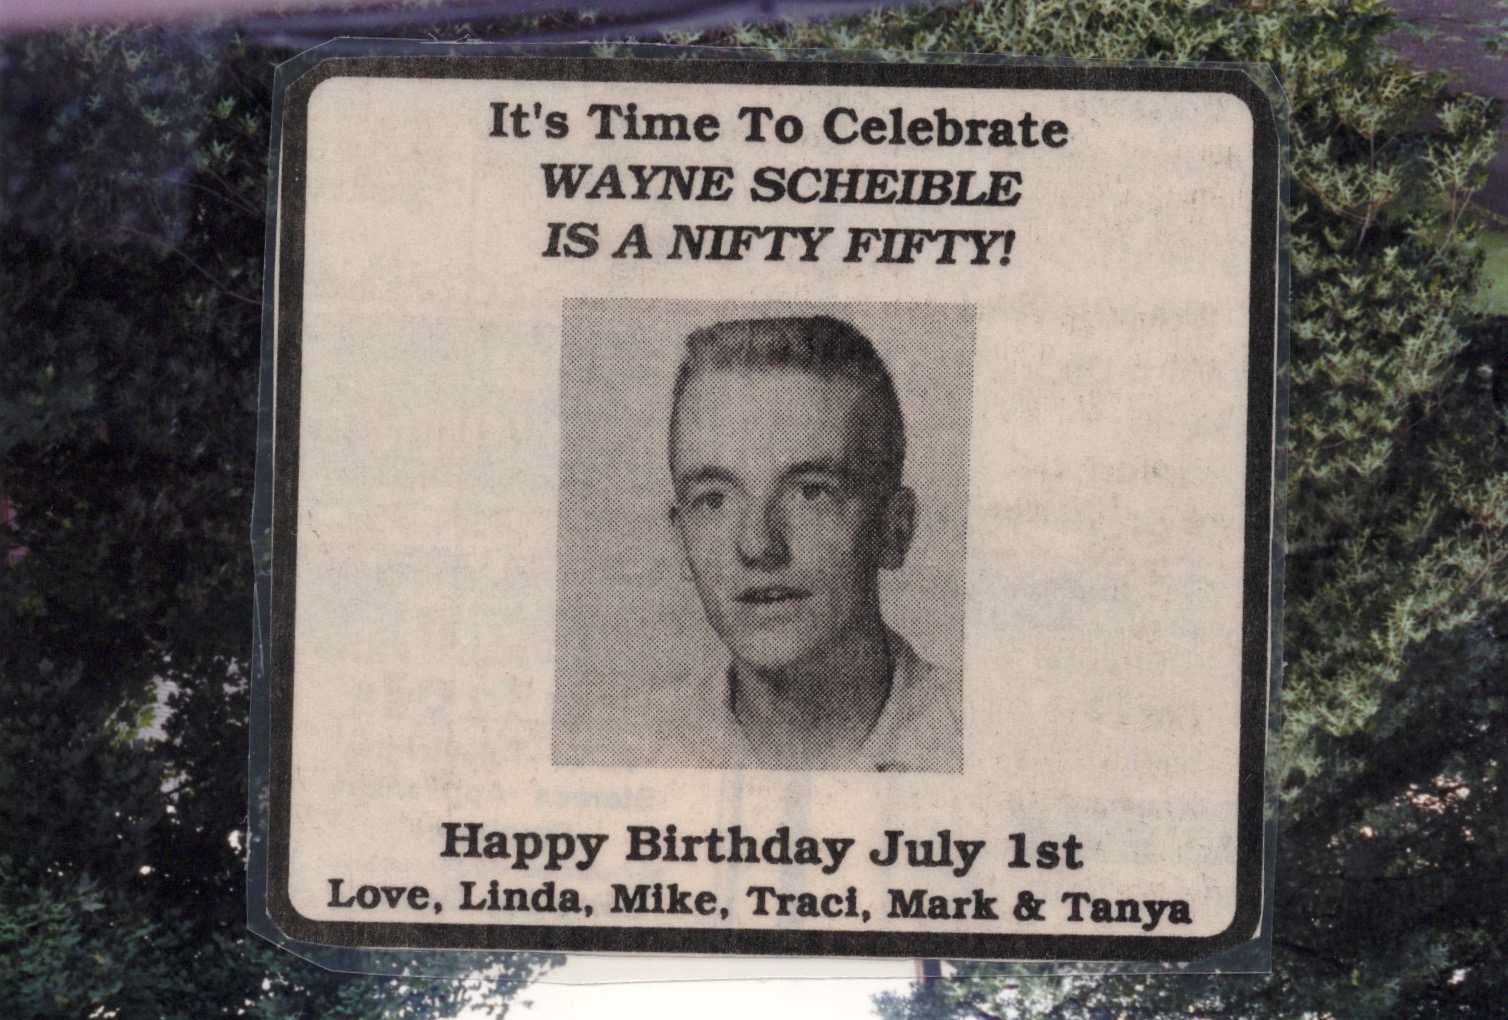 It's Time To Celebrate
WAYNE SCHEIBLE
IS A NIFTY FIFTY!
Happy Birthday July 1st
Love, Linda, Mike, Traci, Mark & Tanya